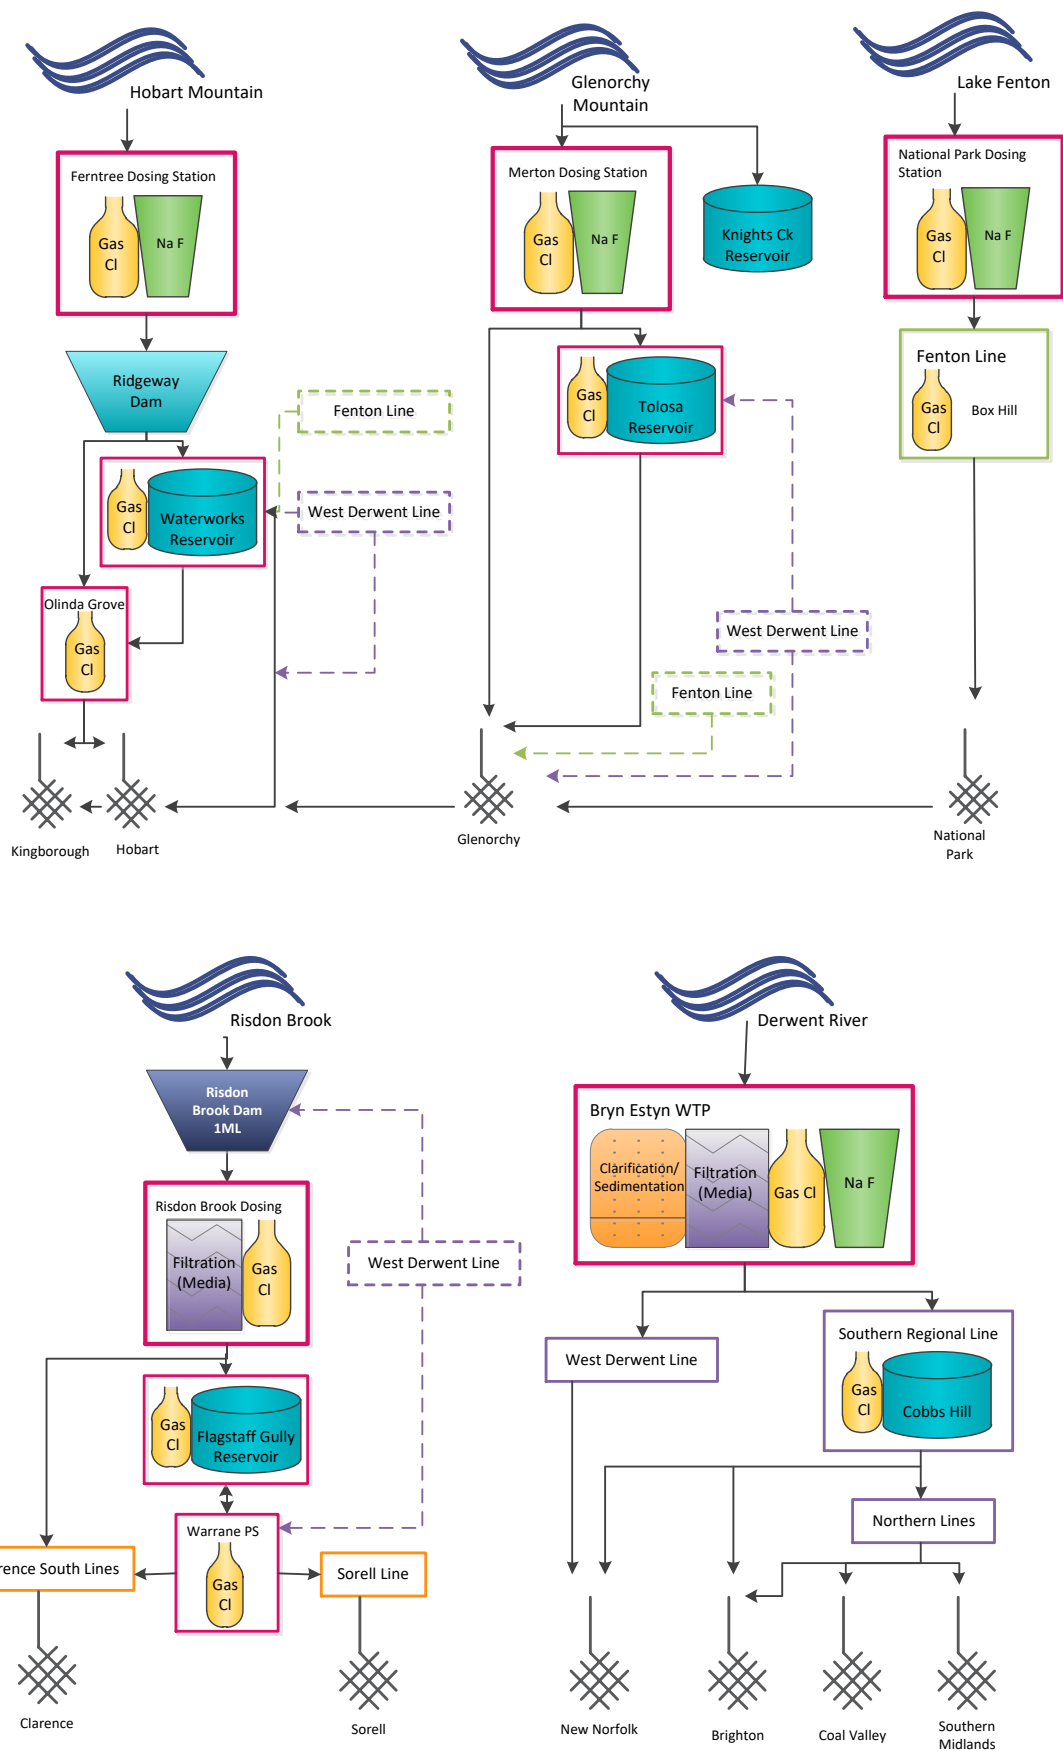 Hobart Mountain
Ferntree Dosing Station
Gas
Cl
Na F
Ridgeway
Dam
Gas
Cl
Waterworks
Reservoir
Olinda Grove
Gas
Cl
Fenton Line
West Derwent Line
Kingborough
Hobart
Glenorchy
Mountain
Merton Dosing Station
Gas
Cl
Na F
Knights Ck
Reservoir
Gas
Cl
Tolosa
Reservoir
West Derwent Line
Fenton Line
Glenorchy
Lake Fenton
National Park Dosing
Station
Gas
Cl
Na F
Fenton Line
Gas
Cl
Box Hill
National
Park
Risdon Brook
Risdon
Brook Dam
1ML
Risdon Brook Dosing
Filtration
(Media)
Gas
Cl
West Derwent Line
Gas
Cl
Flagstaff Gully
Reservoir
Warrane PS
Gas
Cl
rence South Lines
Sorell Line
Clarence
Sorell
Derwent River
Bryn Estyn WTP
Clarification/
Sedimentation
Filtration
(Media)
Gas Cl
Na F
West Derwent Line
Southern Regional Line
Gas
Cl
Cobbs Hill
Northern Lines
New Norfolk
Brighton
Coal Valley
Southern
Midlands